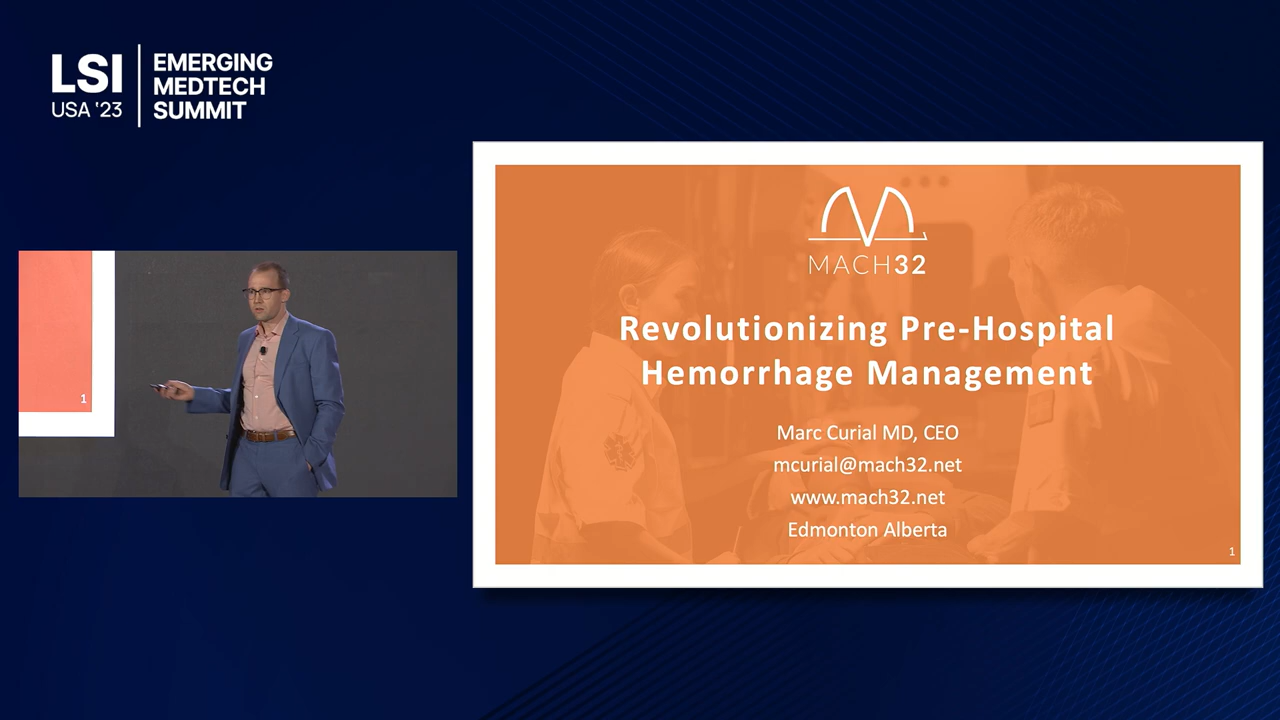 LSI
USA '23
EMERGING
MEDTECH
SUMMIT
MACH32
Revolutionizing Pre-Hospital
Hemorrhage Management
Marc Curial MD, CEO
mcurial@mach32.net
www.mach32.net
Edmonton Alberta
1
1